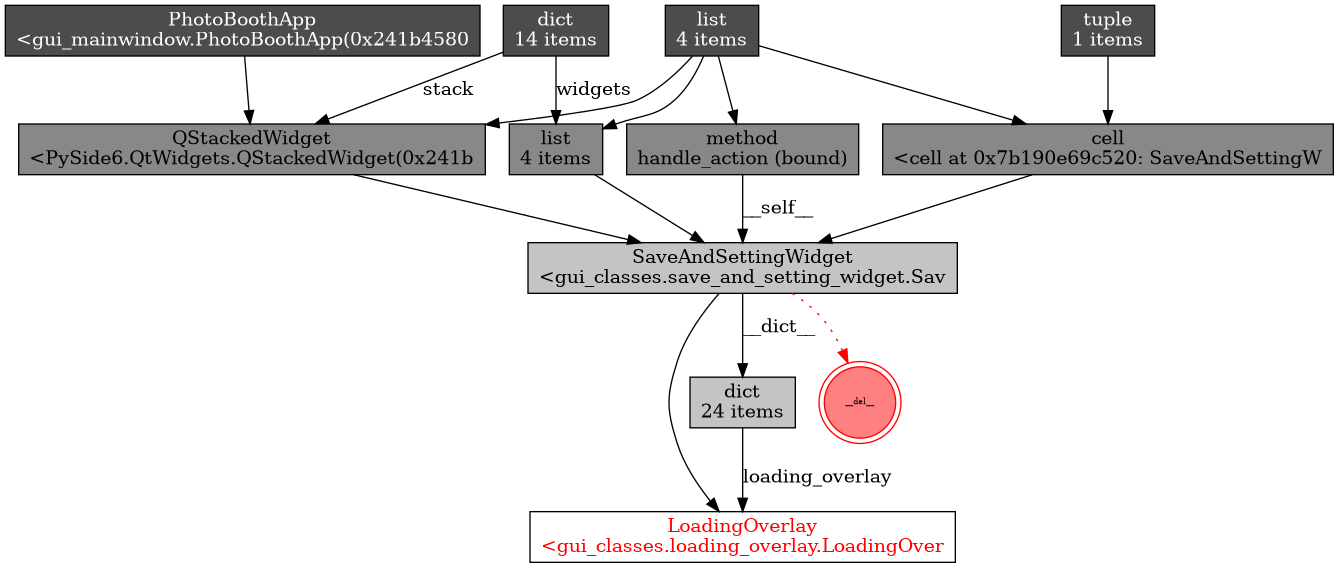 PhotoBoothApp
<gui_mainwindow.PhotoBoothApp(0x241b4580
dict
14 items
list
4 items
tuple
1 items
stack
widgets
QStackedWidget
<PySide6.QtWidgets.QStackedWidget(0x241b
list
4 items
method
handle_action (bound)
cell
<cell at 0x7b190e69c520: SaveAndSettingW
__self__
SaveAndSettingWidget
<gui_classes.save_and_setting_widget.Sav
__dict__
dict
24 items
__del__
loading_overlay
LoadingOverlay
<gui_classes.loading_overlay.LoadingOver